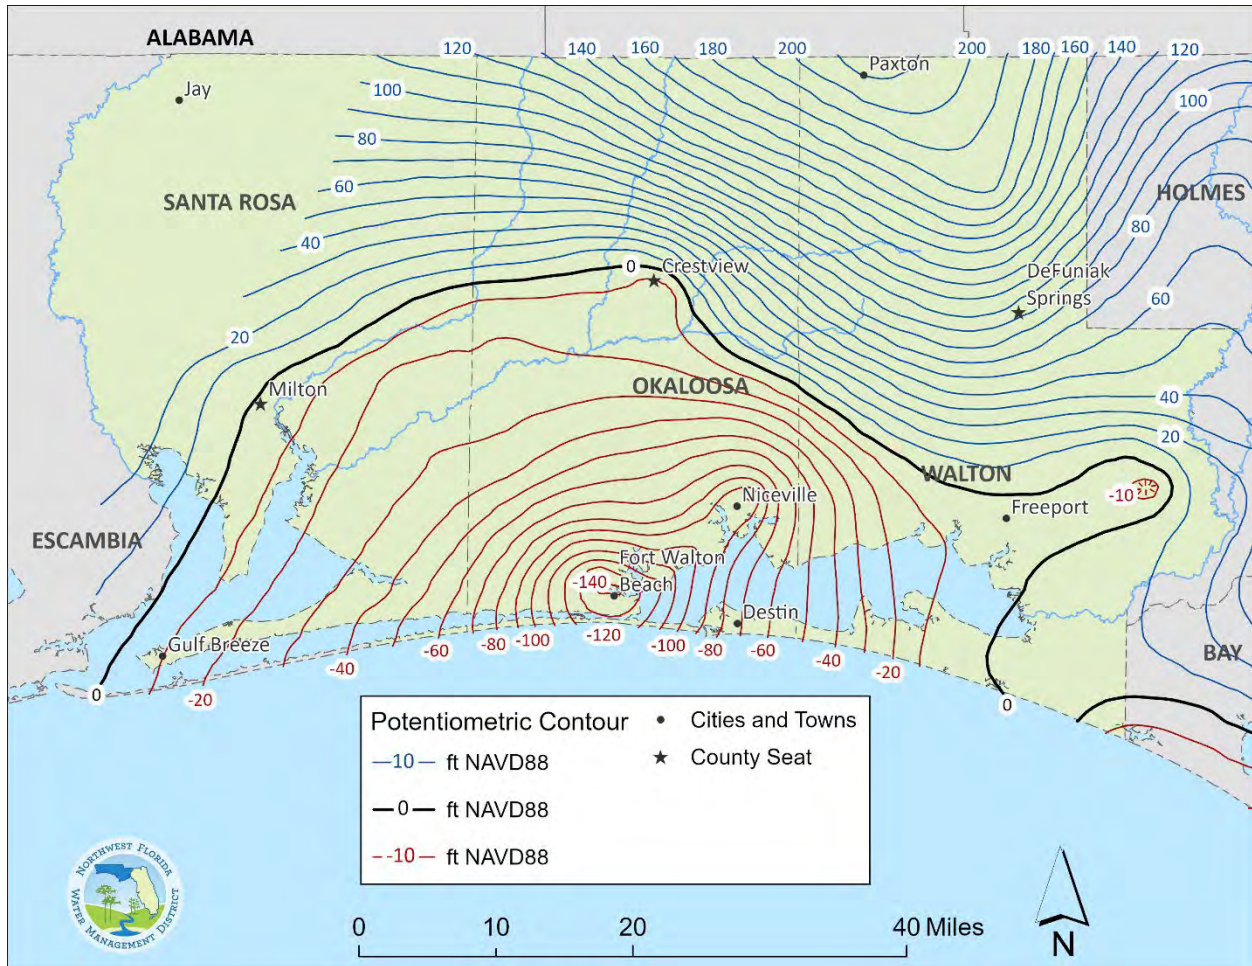 ALABAMA
120
140
160
180
200
200
180
160
140
120
Paxton
Jay
100
100
80
SANTA ROSA
60
HOLMES
40
80
0
Crestview
DeFuniak
Springs
60
20
Milton
OKALOOSA
40
20
WALTON
-10
Niceville
Freeport
ESCAMBIA
Fort Walton
Beach
-140
Destin
-120
Gulf Breeze
BAY
-100
-100
-80
-80
-60
-60
-40
-40
-20
-20
0
0
Potentiometric Contour
10 ft NAVD88
0 ft NAVD88
-10 ft NAVD88
Cities and Towns
County Seat
NORTHWEST FLORIDA
WATER MANAGEMENT DISTRICT
0 10 20 40 Miles
N